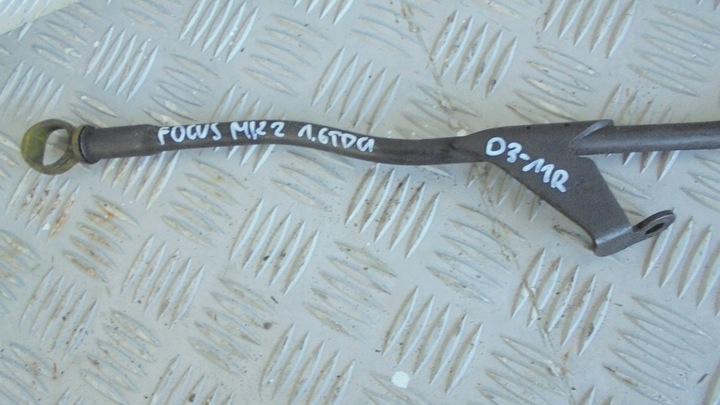 FOCUS MK2 1.6TDCI
03-MR